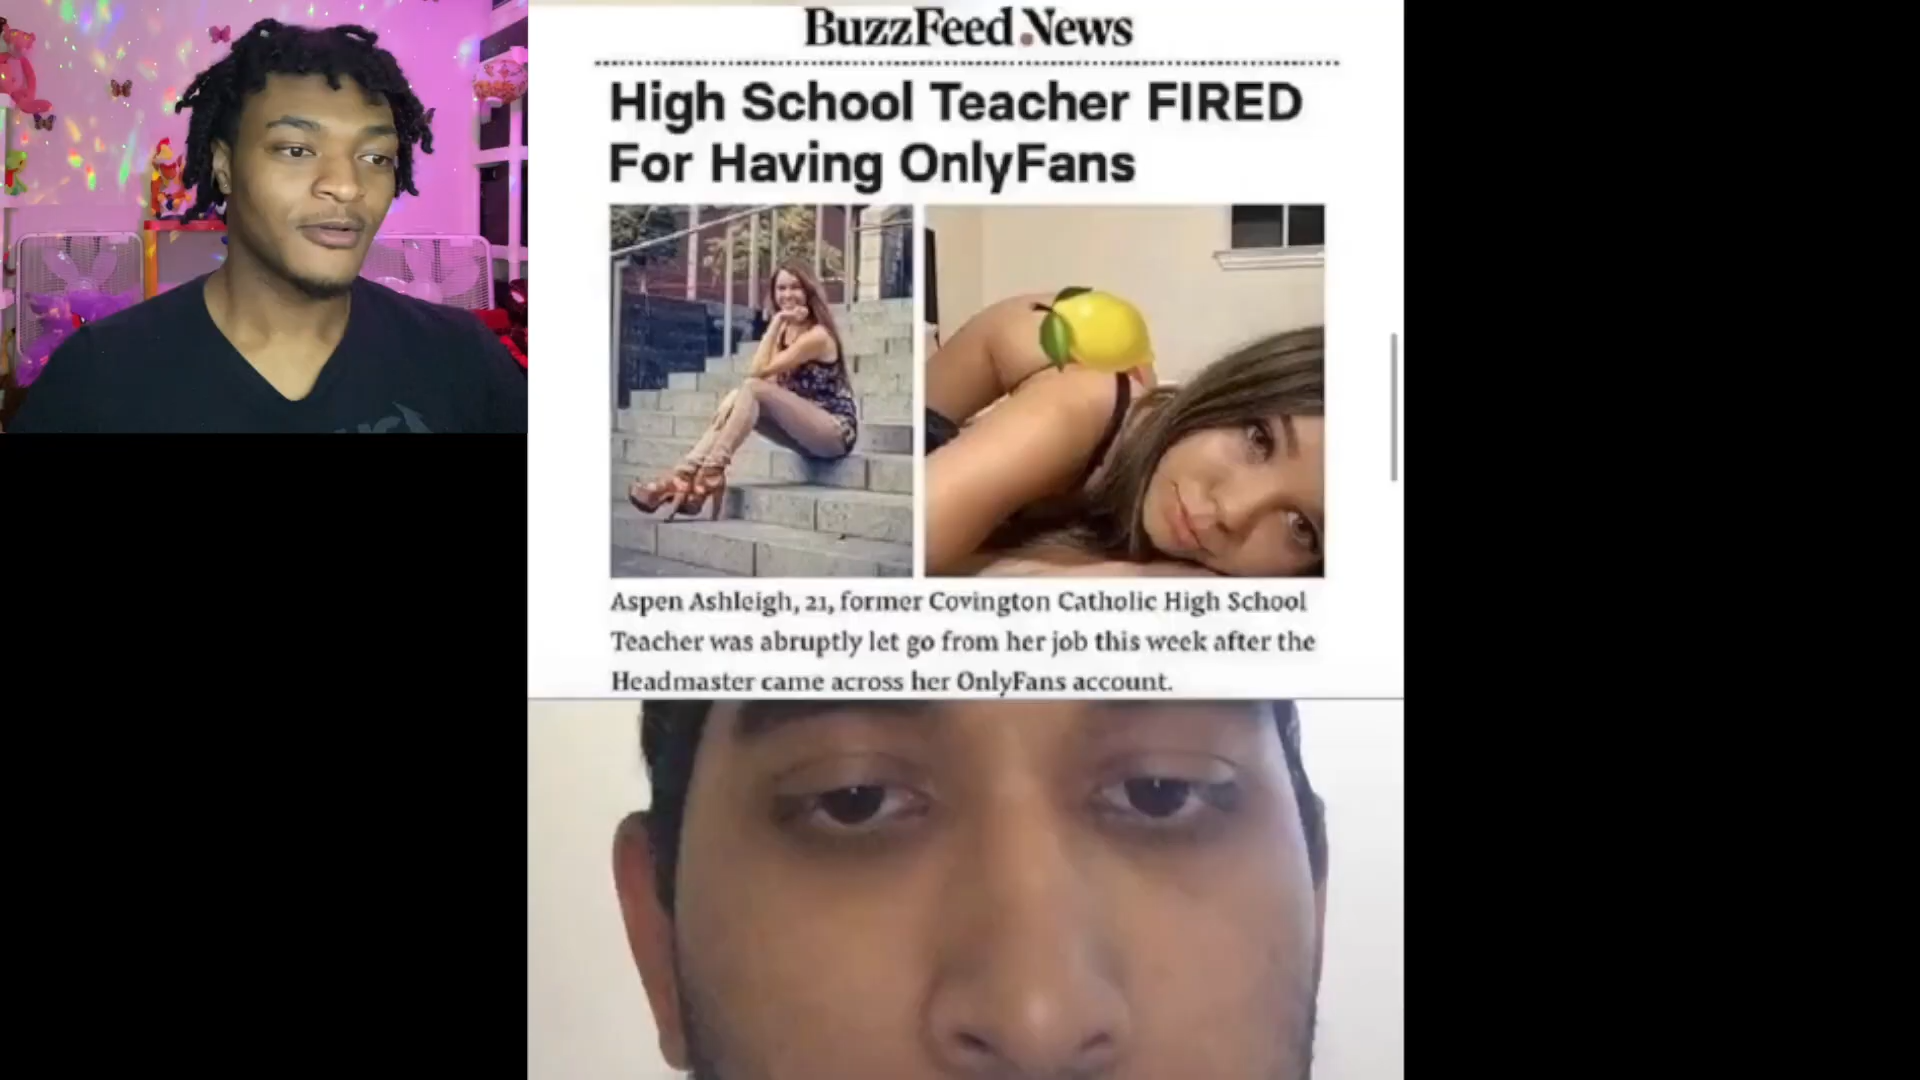 BuzzFeed.News
High School Teacher FIRED
For Having OnlyFans
Aspen Ashleigh, 21, former Covington Catholic High School
Teacher was abruptly let go from her job this week after the
Headmaster came across her OnlyFans account.